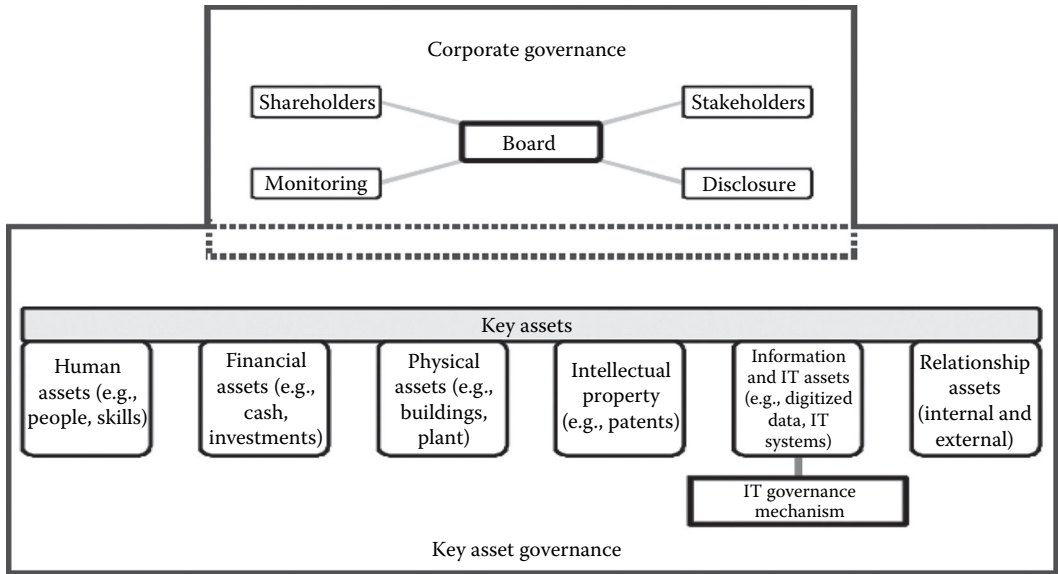 Corporate governance
Shareholders
Stakeholders
Board
Monitoring
Disclosure
Key assets
Human
assets (e.g.,
people, skills)
Financial
assets (e.g.,
cash,
investments)
Physical
assets (e.g.,
buildings,
plant)
Intellectual
property
(e.g., patents)
Information
and IT assets
(e.g., digitized
data, IT
systems)
Relationship
assets
(internal and
external)
IT governance
mechanism
Key asset governance